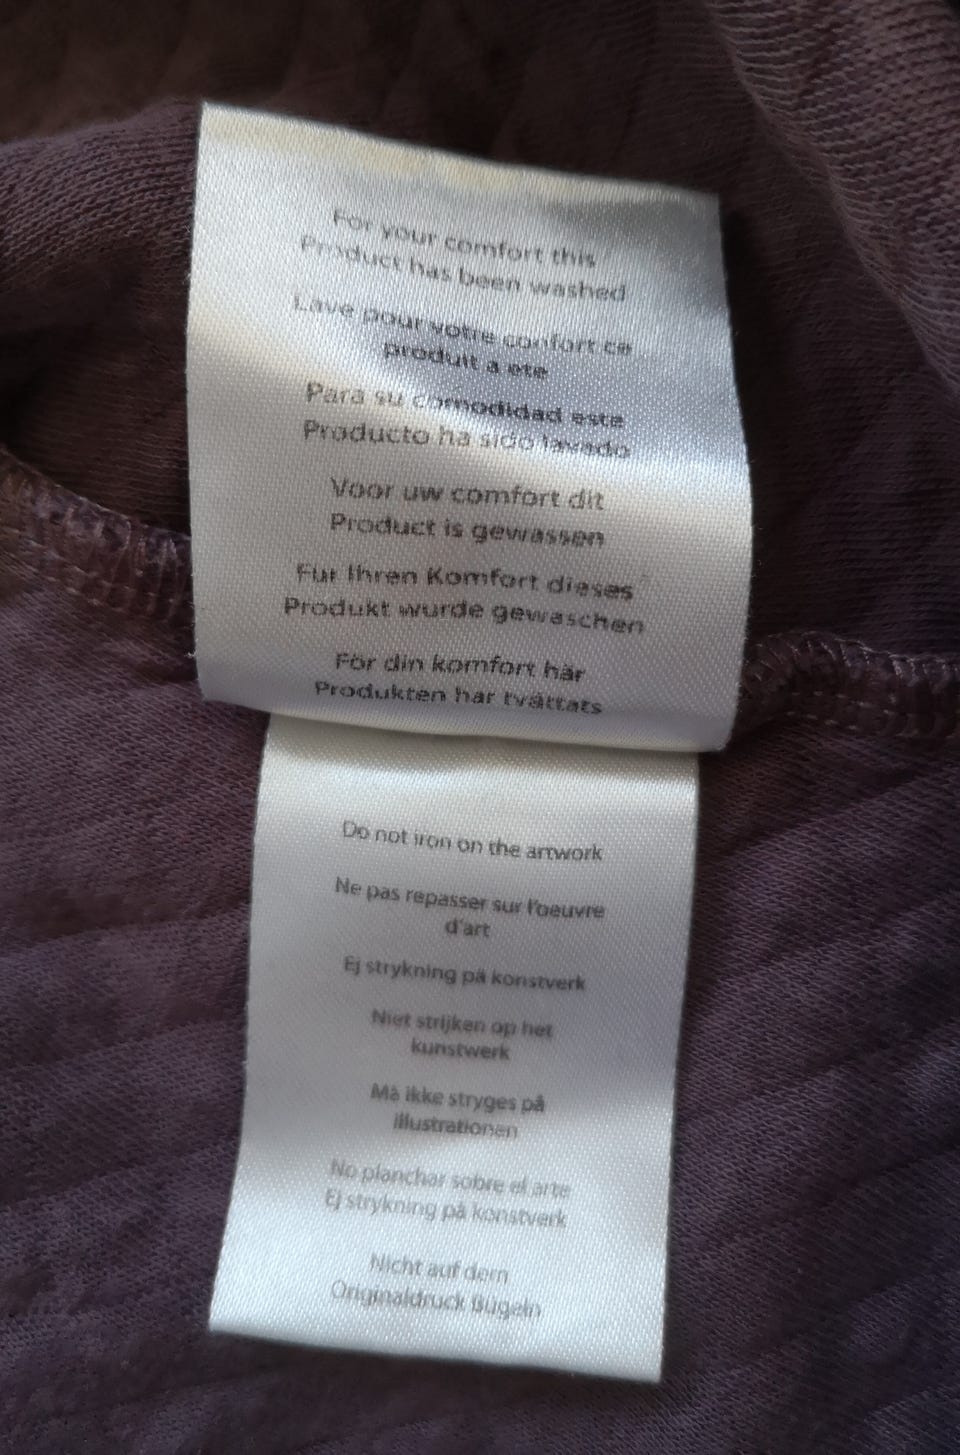 For your comfort this
Product has been washed
Lave pour votre confort ce
produit a ete
Para su comodidad este
Producto ha sido lavado
Voor uw comfort dit
Product is gewassen
Fur Ihren Komfort dieses
Produkt wurde gewaschen
För din komfort här
Produkten har tvättats
Do not iron on the artwork
Ne pas repasser sur l'oeuvre
d'art
Ej strykning på konstverk
Niet strijken op het
kunstwerk
Må ikke stryges på
illustrationen
No planchar sobre el arte
Ej strykning på konstverk
Nicht auf dem
Originaldruck Bügeln